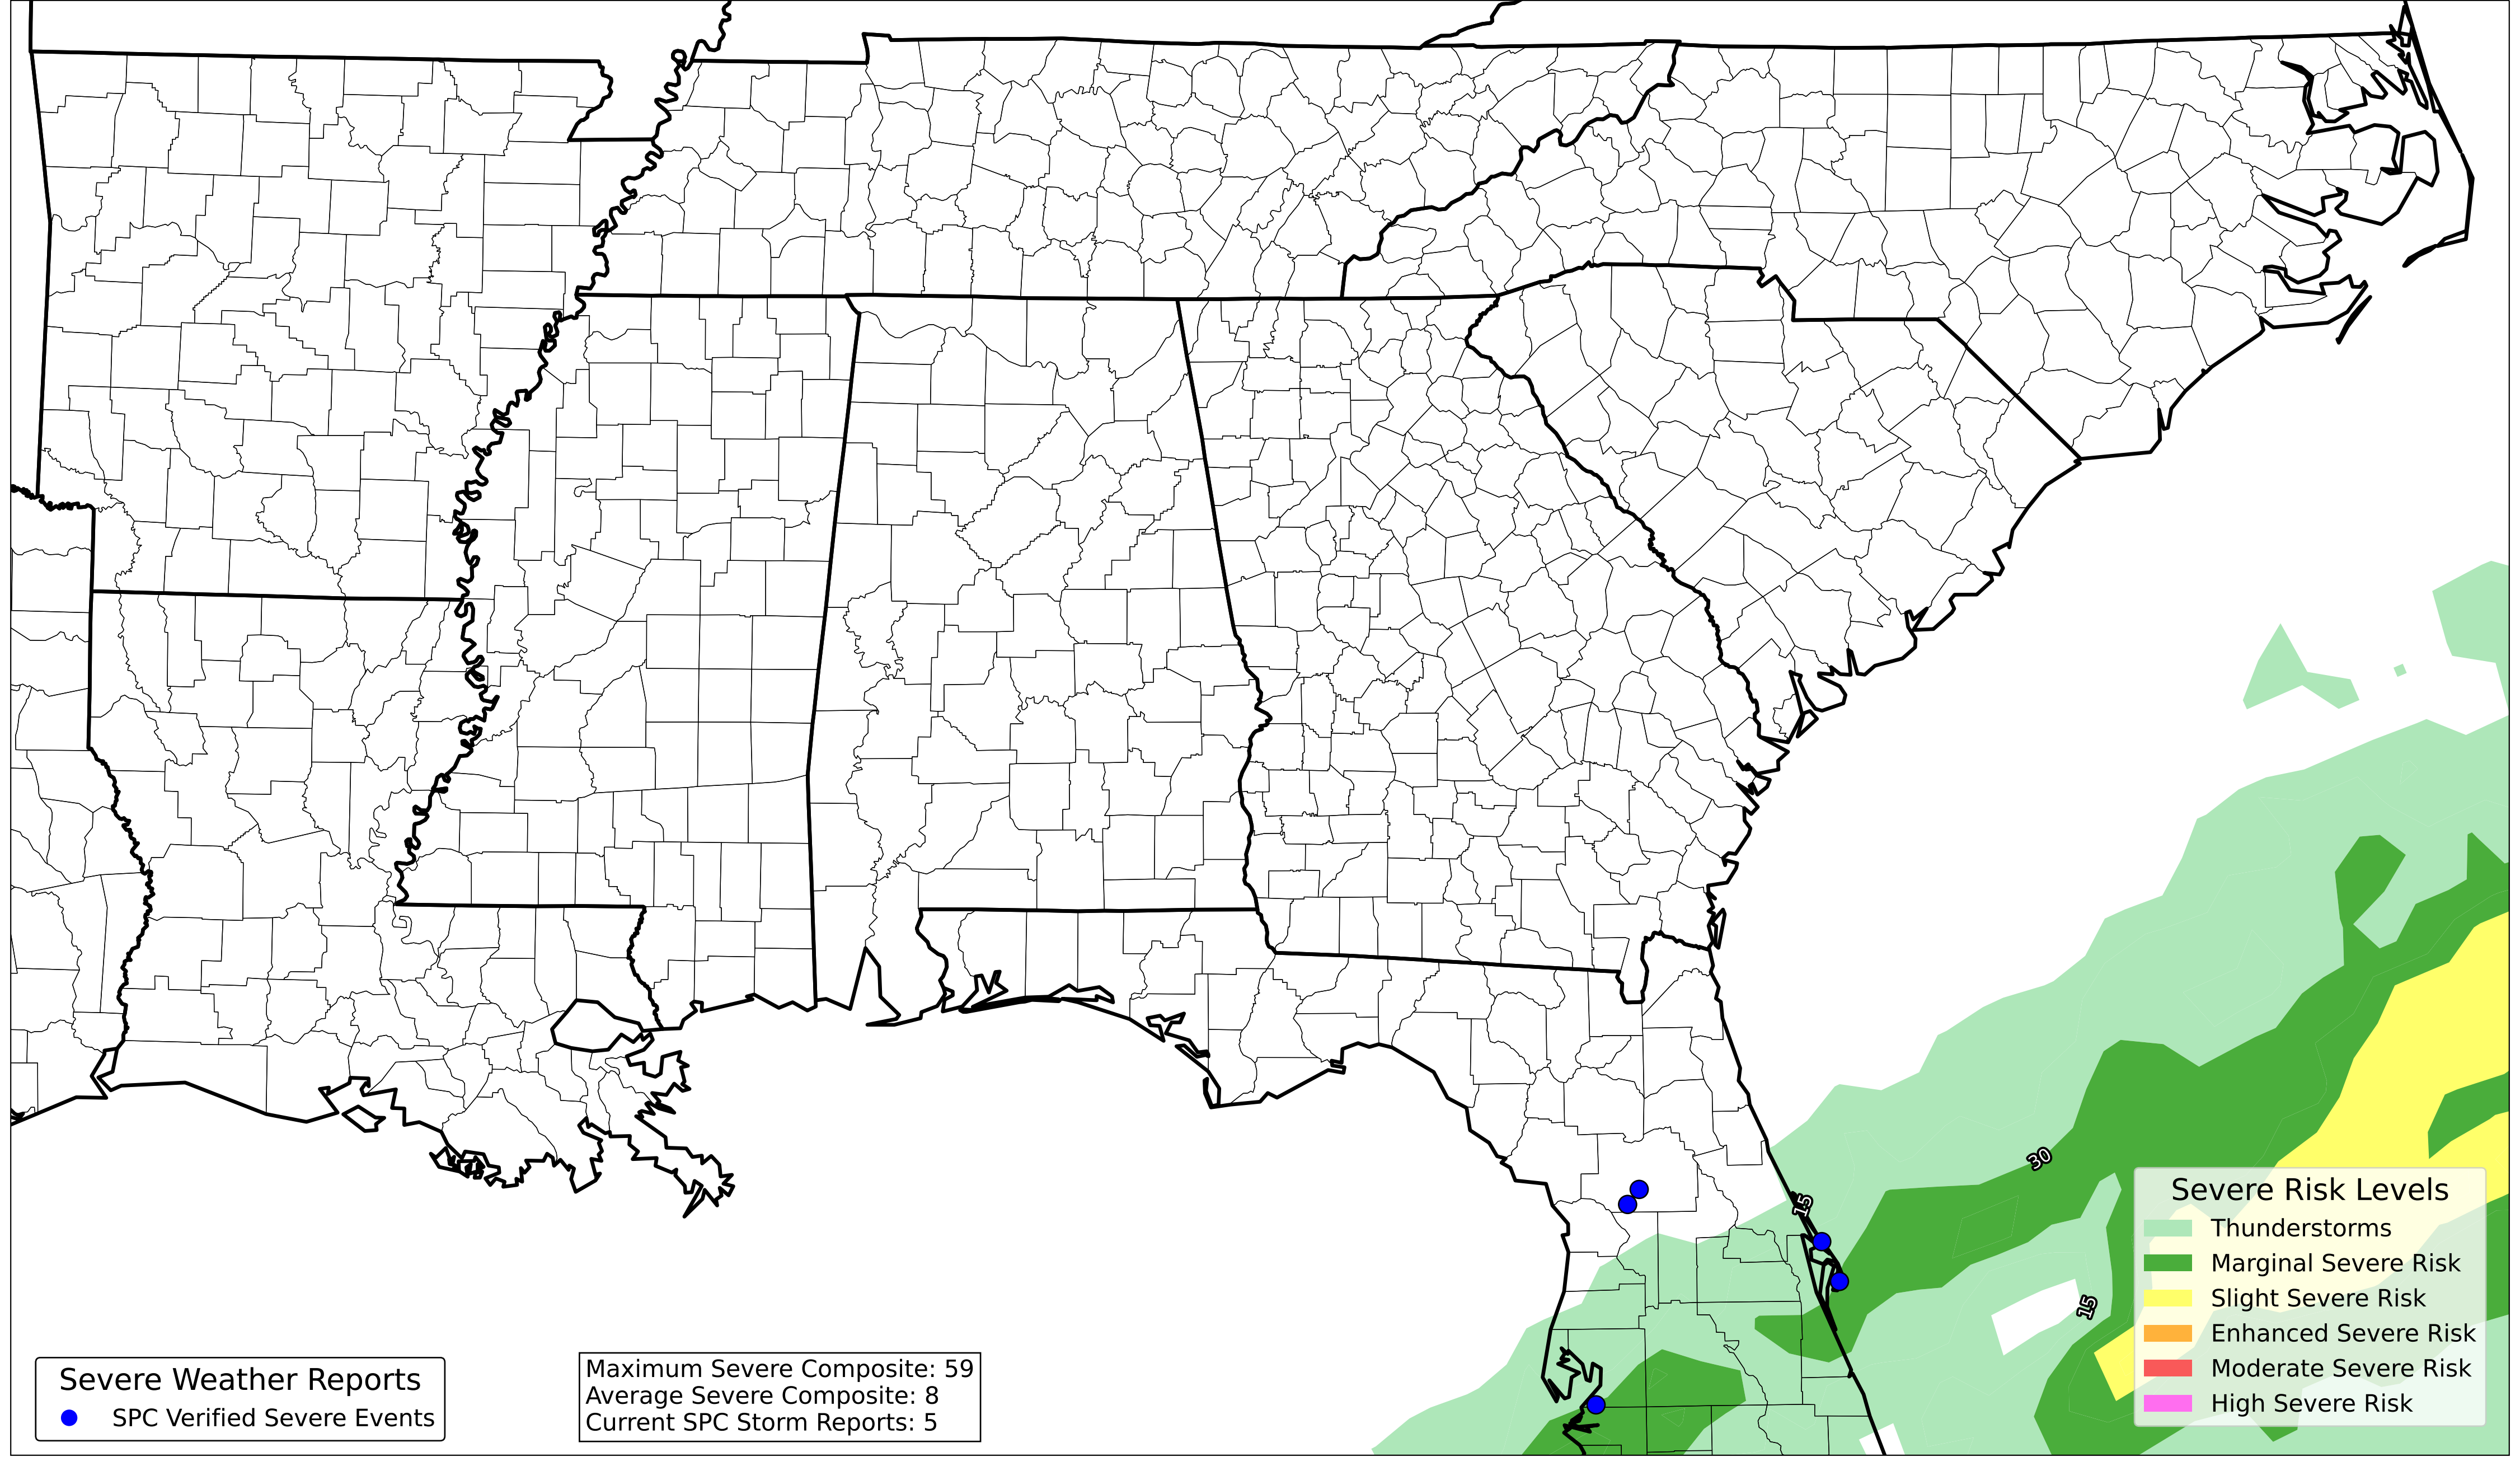 30
15
15
Severe Risk Levels
Thunderstorms
Marginal Severe Risk
Slight Severe Risk
Enhanced Severe Risk
Moderate Severe Risk
High Severe Risk
Severe Weather Reports
SPC Verified Severe Events
Maximum Severe Composite: 59
Average Severe Composite: 8
Current SPC Storm Reports: 5